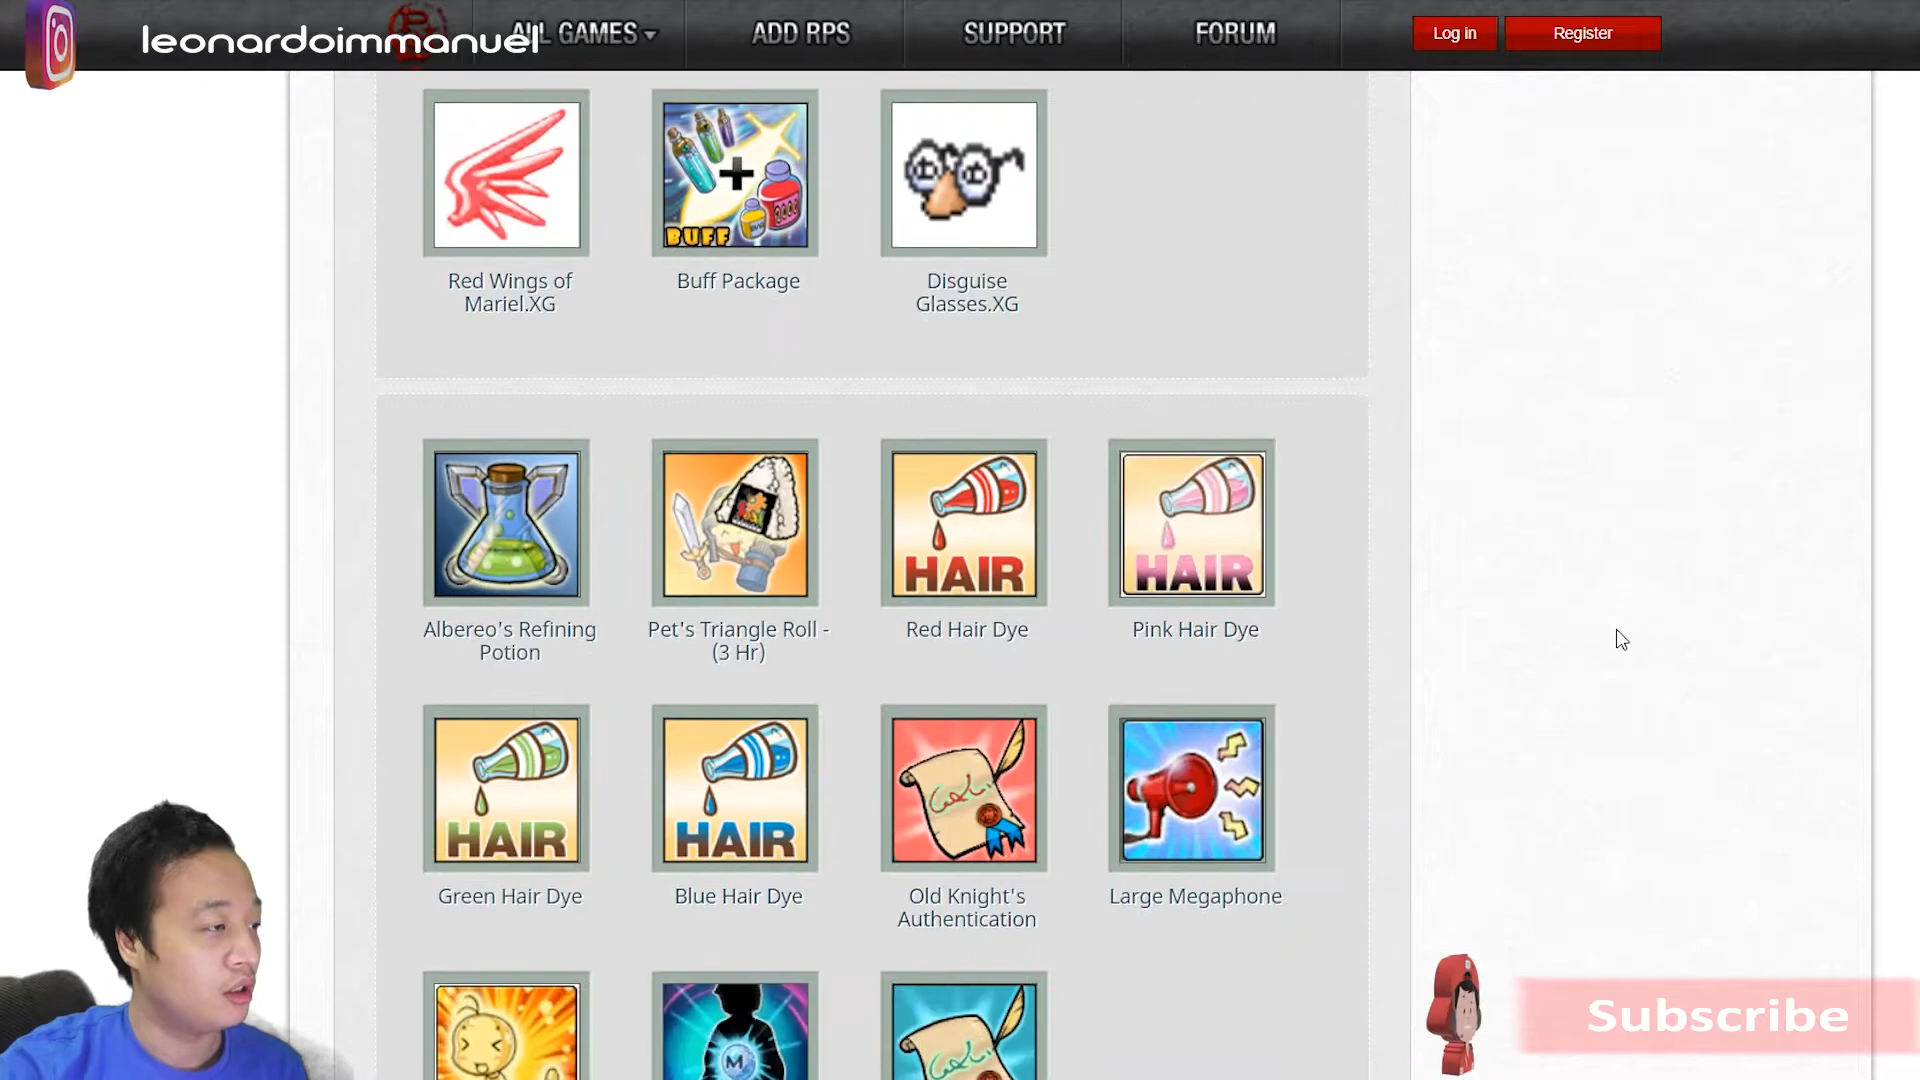 leonardoimmanuel
ALL GAMES
ADD RPS
SUPPORT
FORUM
Log in
Register
BUFF
Red Wings of
Mariel.XG
Buff Package
Disguise
Glasses.XG
HAIR
HAIR
Albereo's Refining
Potion
Pet's Triangle Roll -
(3 Hr)
Red Hair Dye
Pink Hair Dye
HAIR
HAIR
Green Hair Dye
Blue Hair Dye
Old Knight's
Authentication
Large Megaphone
M
Subscribe